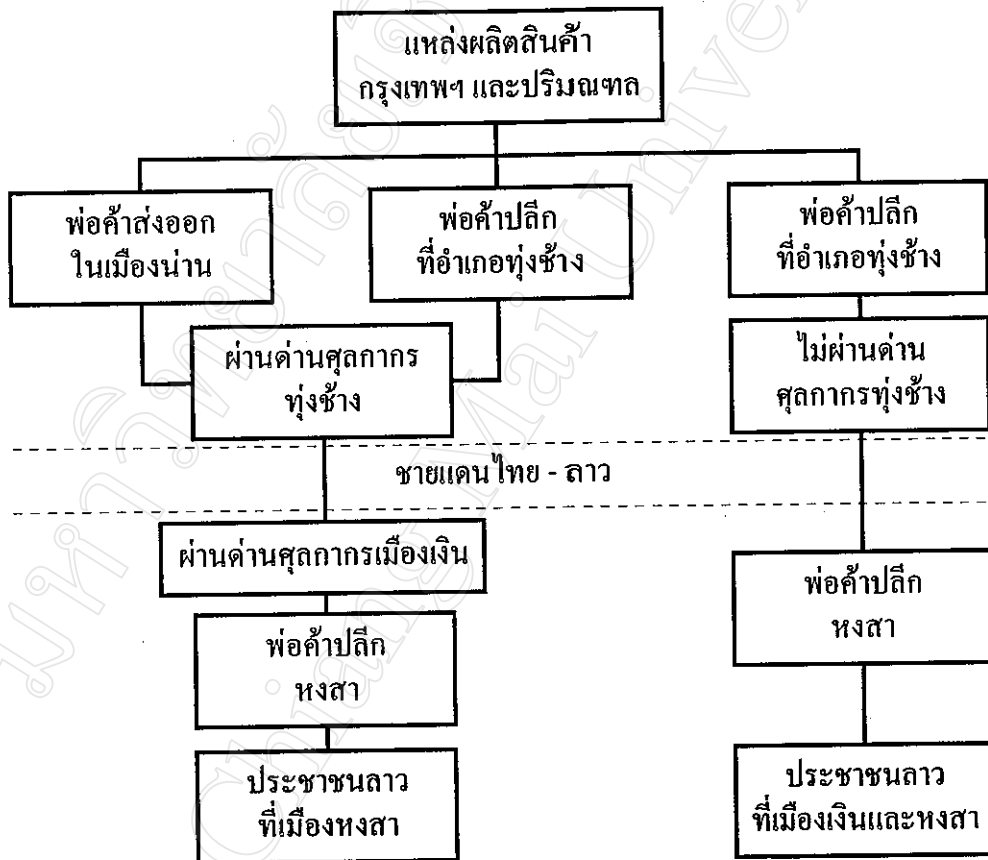 แหล่งผลิตสินค้า
กรุงเทพฯ และปริมณฑล
พ่อค้าส่งออก
ในเมืองน่าน
พ่อค้าปลีก
ที่อำเภอทุ่งช้าง
พ่อค้าปลีก
ที่อำเภอทุ่งช้าง
ผ่านด่านศุลกากร
ทุ่งช้าง
ไม่ผ่านด่าน
ศุลกากรทุ่งช้าง
ชายแดนไทย - ลาว
ผ่านด่านศุลกากรเมืองเงิน
พ่อค้าปลีก
หงสา
พ่อค้าปลีก
หงสา
ประชาชนลาว
ที่เมืองหงสา
ประชาชนลาว
ที่เมืองเงินและหงสา
Chiang Mai Unive